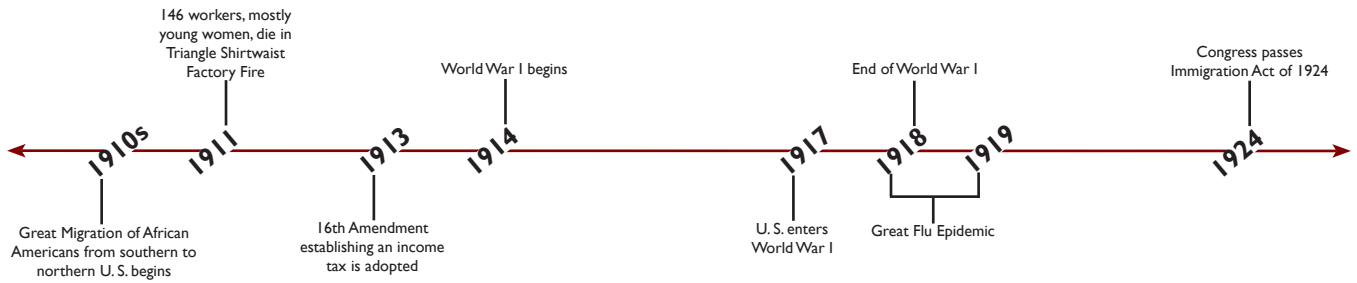 146 workers, mostly
young women, die in
Triangle Shirtwaist
Factory Fire
World War I begins
End of World War I
Congress passes
Immigration Act of 1924
1910s
1911
1913
1914
1917
1918
1919
1924
Great Migration of African
Americans from southern to
northern U. S. begins
16th Amendment
establishing an income
tax is adopted
U. S. enters
World War I
Great Flu Epidemic